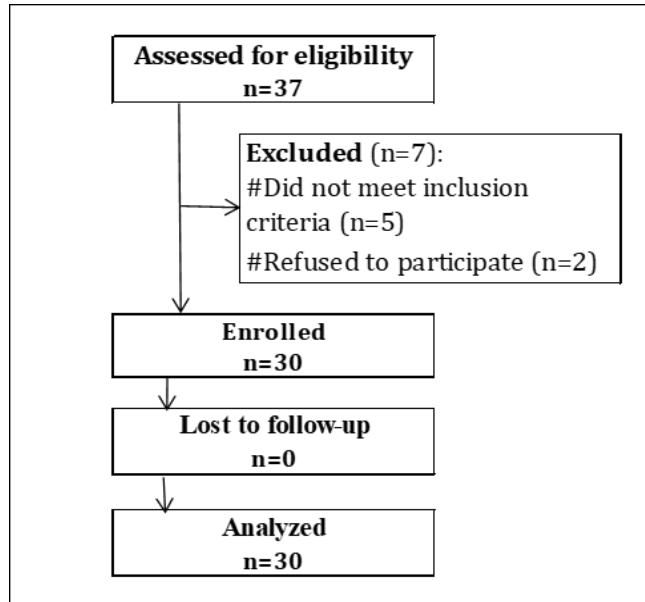 Assessed for eligibility
n=37
Excluded (n=7):
#Did not meet inclusion
criteria (n=5)
#Refused to participate (n=2)
Enrolled
n=30
Lost to follow-up
n=0
Analyzed
n=30